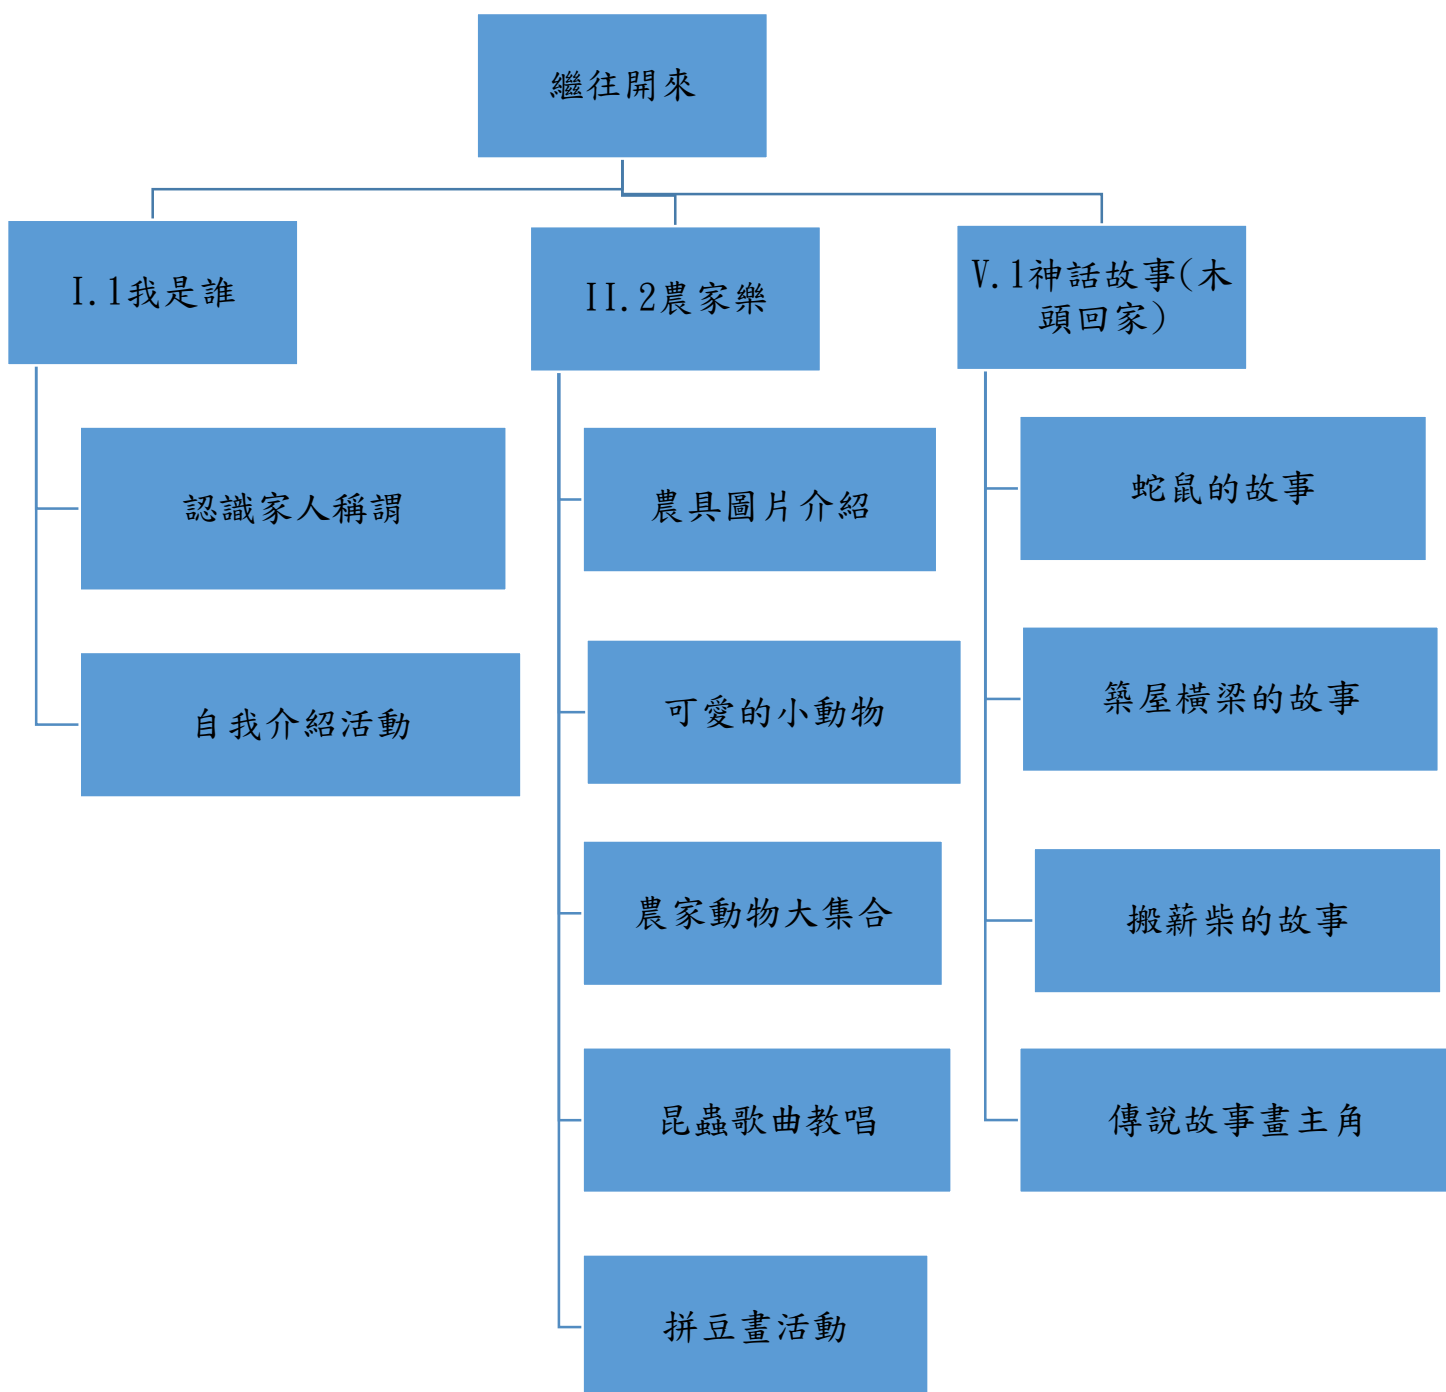 繼往開來
I.1我是誰
認識家人稱謂
自我介紹活動
II.2農家樂
農具圖片介紹
可愛的小動物
農家動物大集合
昆蟲歌曲教唱
拼豆畫活動
V.1神話故事(木
頭回家)
蛇鼠的故事
築屋橫梁的故事
搬薪柴的故事
傳說故事畫主角